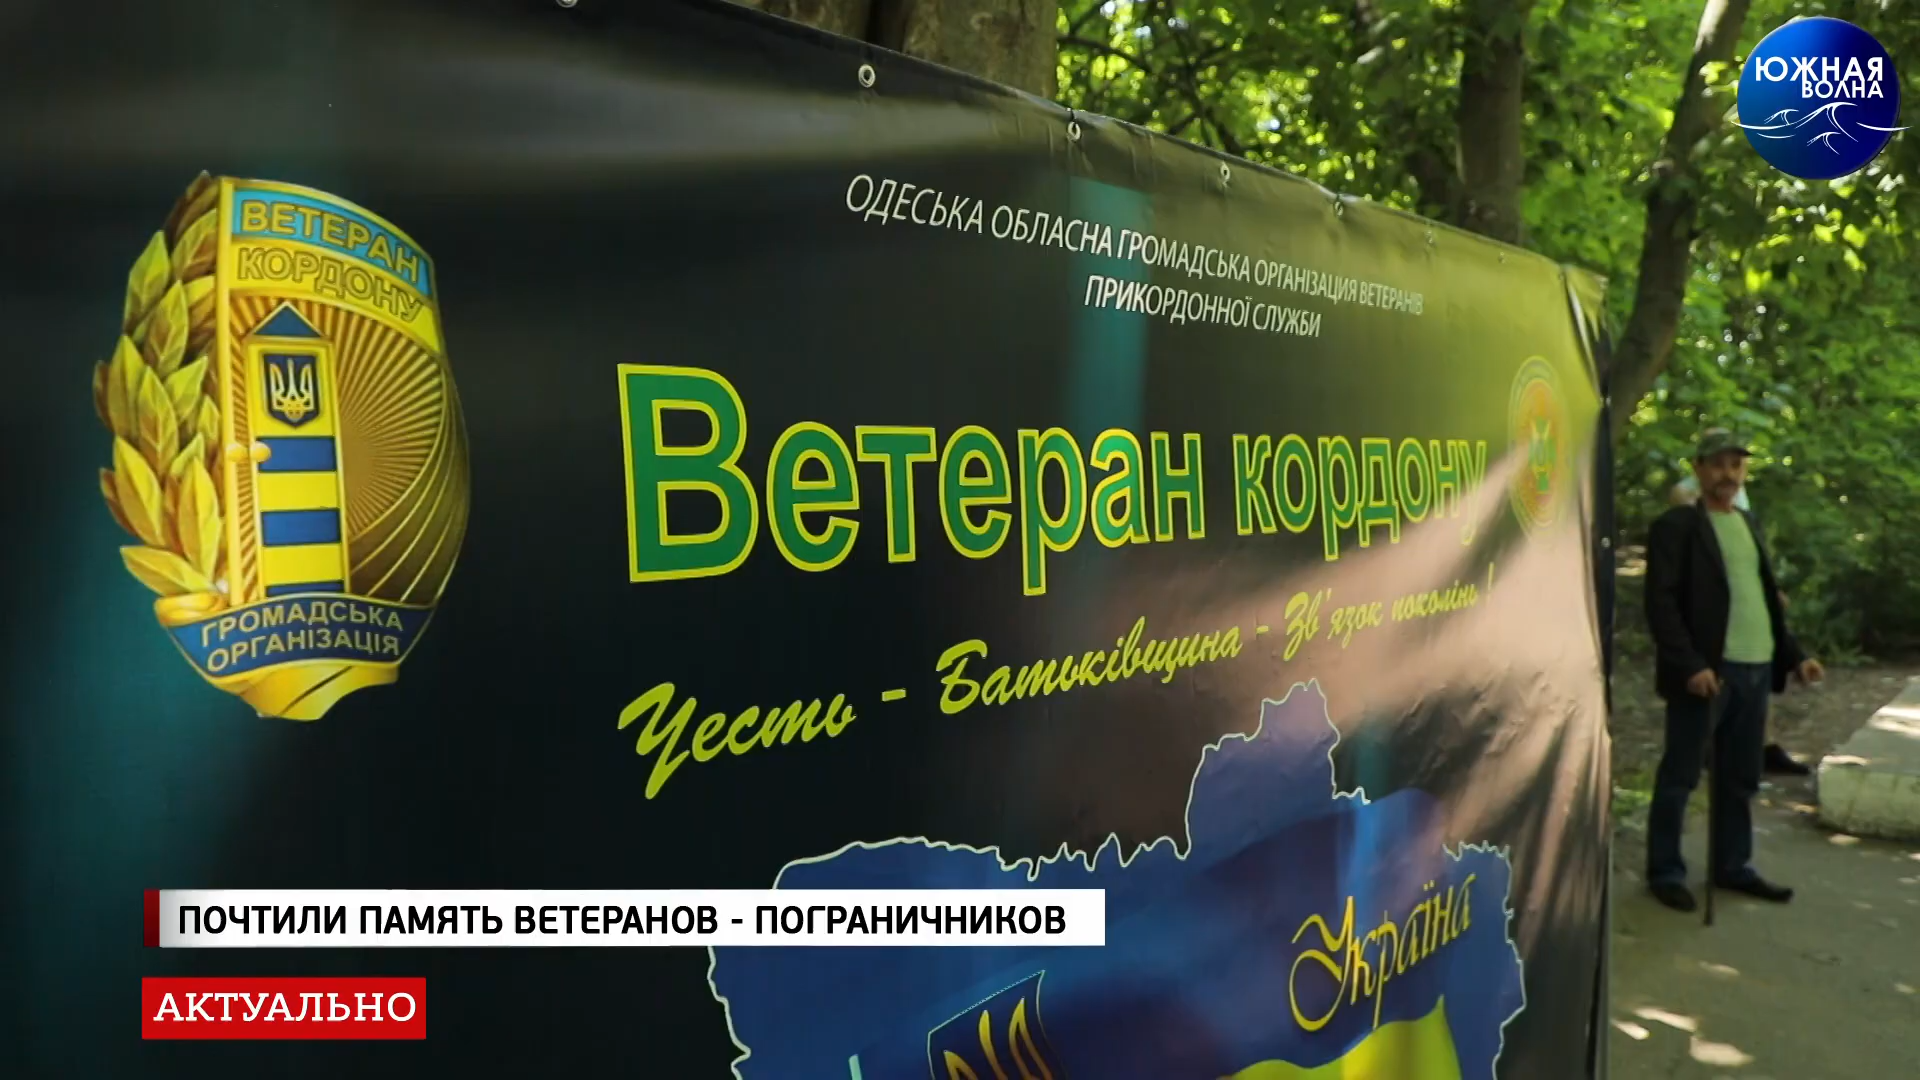 ЮЖНАЯ
ВОЛНА
ВЕТЕРАН
КОРДОНУ
ГРОМАДСЬКА
ОРГАНІЗАЦІЯ
ОДЕСЬКА ОБЛАСНА ГРОМАДСЬКА ОРГАНІЗАЦИЯ ВЕТЕРАНІВ
ПРИКОРДОННОЇ СЛУЖБИ
Ветеран кордону
Честь - Батьківщина - Зв'язок поколінь !
Україна
ПОЧТИЛИ ПАМЯТЬ ВЕТЕРАНОВ - ПОГРАНИЧНИКОВ
АКТУАЛЬНО